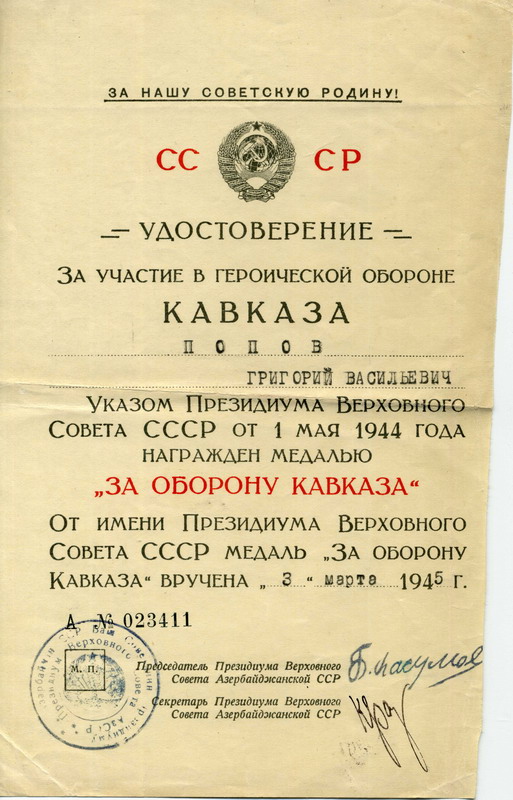 ЗА НАШУ СОВЕТСКУЮ РОДИНУ!
СС СР
УДОСТОВЕРЕНИЕ
ЗА УЧАСТИЕ В ГЕРОИЧЕСКОЙ ОБОРОНЕ
КАВКАЗА
ПОПОВ
ГРИГОРИЙ ВАСИЛЬЕВИЧ
УКАЗОМ ПРЕЗИДИУМА ВЕРХОВНОГО
СОВЕТА СССР ОТ 1 МАЯ 1944 ГОДА
НАГРАЖДЕН МЕДАЛЬЮ
„ЗА ОБОРОНУ КАВКАЗА“
ОТ ИМЕНИ ПРЕЗИДИУМА ВЕРХОВНОГО
СОВЕТА СССР МЕДАЛЬ „ЗА ОБОРОНУ
КАВКАЗА“ ВРУЧЕНА „ 3 “ марта 1945 г.
А № 023411
М. П.
Председатель Президиума Верховного
Совета Азербайджанской ССР
Секретарь Президиума Верховного
Совета Азербайджанской ССР